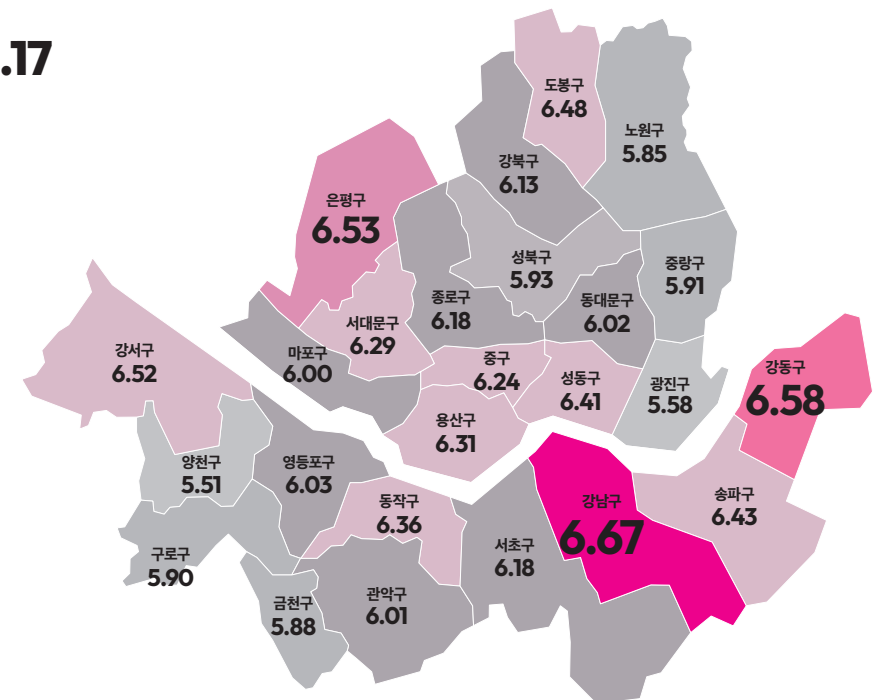 .17
도봉구
6.48
노원구
5.85
강북구
6.13
은평구
6.53
성북구
5.93
중랑구
5.91
종로구
6.18
동대문구
6.02
서대문구
6.29
마포구
6.00
강서구
6.52
중구
6.24
성동구
6.41
광진구
5.58
강동구
6.58
용산구
6.31
양천구
5.51
영등포구
6.03
동작구
6.36
강남구
6.67
송파구
6.43
서초구
6.18
구로구
5.90
금천구
5.88
관악구
6.01